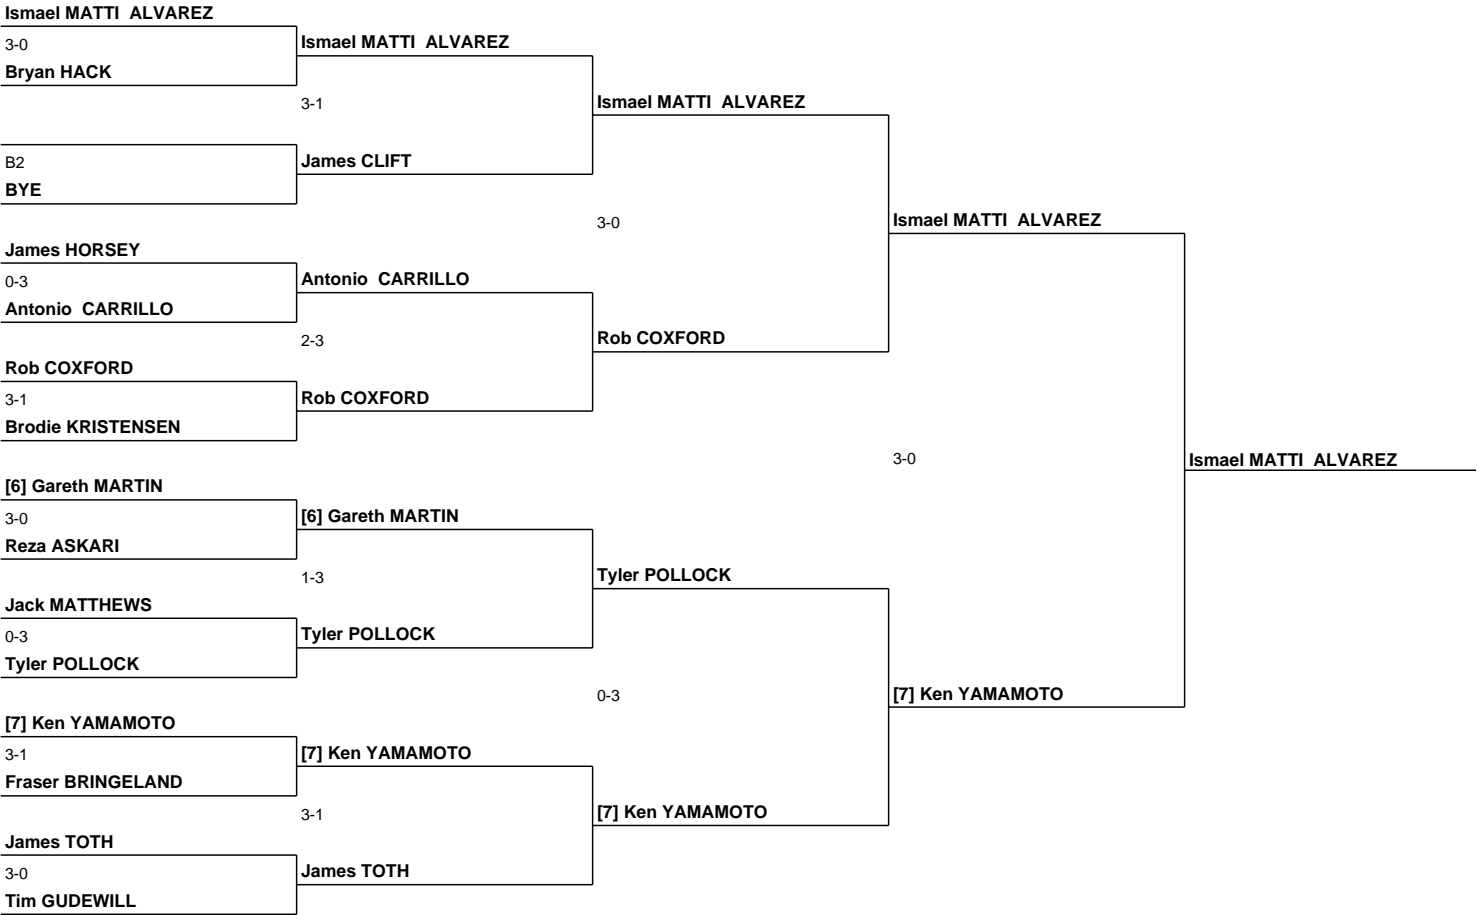 Ismael MATTI  ALVAREZ
3-0
Ismael MATTI  ALVAREZ
Bryan HACK
3-1
Ismael MATTI  ALVAREZ
B2
James CLIFT
BYE
3-0
Ismael MATTI  ALVAREZ
James HORSEY
0-3
Antonio  CARRILLO
Antonio  CARRILLO
2-3
Rob COXFORD
Rob COXFORD
3-1
Rob COXFORD
Brodie KRISTENSEN
3-0
Ismael MATTI  ALVAREZ
[6] Gareth MARTIN
3-0
[6] Gareth MARTIN
Reza ASKARI
1-3
Tyler POLLOCK
Jack MATTHEWS
0-3
Tyler POLLOCK
Tyler POLLOCK
0-3
[7] Ken YAMAMOTO
[7] Ken YAMAMOTO
3-1
[7] Ken YAMAMOTO
Fraser BRINGELAND
3-1
[7] Ken YAMAMOTO
James TOTH
3-0
James TOTH
Tim GUDEWILL